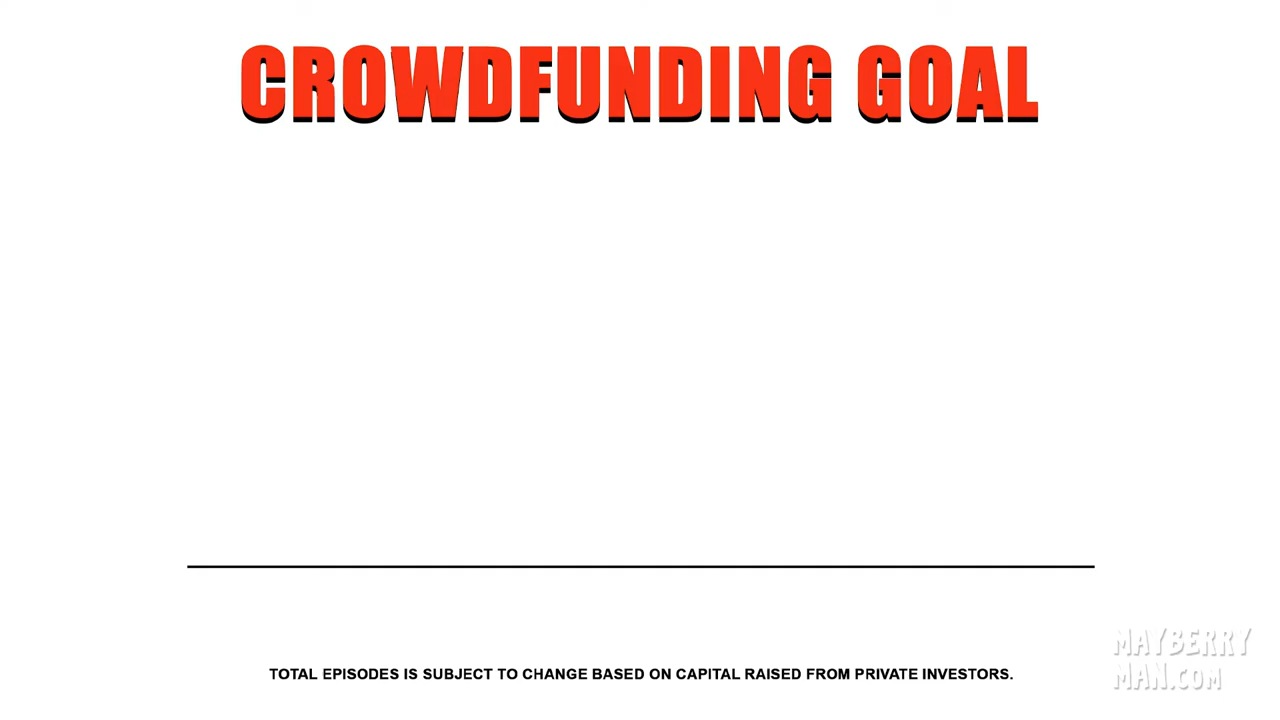 CROWDFUNDING GOAL
TOTAL EPISODES IS SUBJECT TO CHANGE BASED ON CAPITAL RAISED FROM PRIVATE INVESTORS.
MAYBERRY
MAN.COM